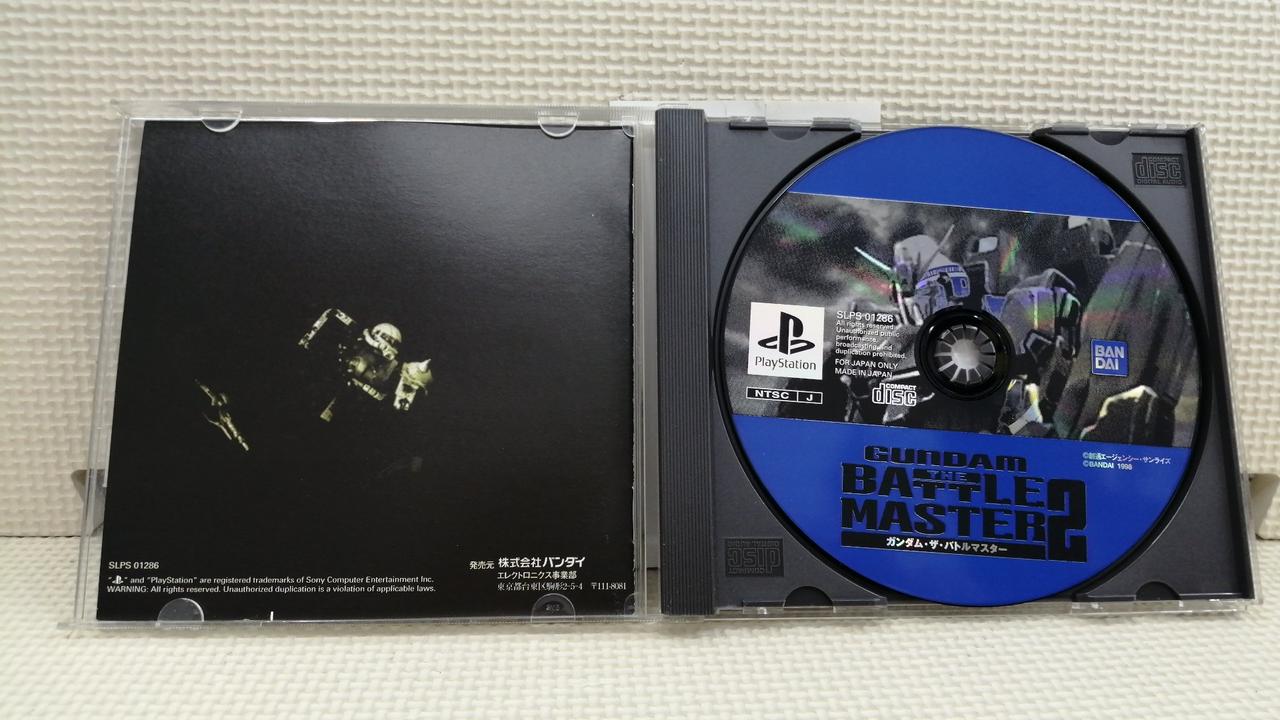 SLPS 01286
"PS" and "PlayStation" are registered trademarks of Sony Computer Entertainment Inc.
WARNING: All rights reserved. Unauthorized duplication is a violation of applicable laws.
発売元 株式会社バンダイ
エレクトロニクス事業部
東京都台東区駒形2-5-4 〒111-8081
COMPACT
disc
DIGITAL AUDIO
PlayStation
NTSC J
SLPS 01286
All rights reserved.
Unauthorized public
performance,
broadcasting and
duplication prohibited.
FOR JAPAN ONLY
MADE IN JAPAN
COMPACT
disc
BAN
DAI
GUNDAM
THE
BATTLE
MASTER 2
ガンダム・ザ・バトルマスター
©創通エージェンシー・サンライズ
©BANDAI 1998
COMPACT
disc
DIGITAL AUDIO